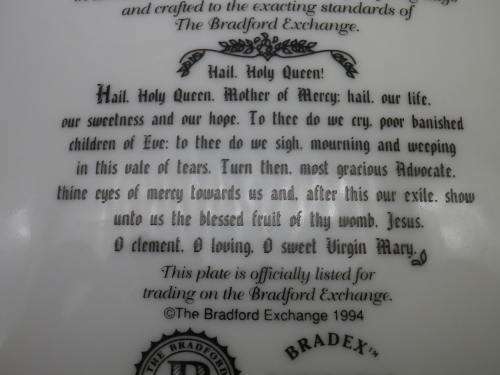 and crafted to the exacting standards of
The Bradford Exchange.
Hail, Holy Queen!
Hail, Holy Queen, Mother of Mercy; hail, our life,
our sweetness and our hope. To thee do we cry, poor banished
children of Eve; to thee do we sigh, mourning and weeping
in this vale of tears. Turn then, most gracious Advocate,
thine eyes of mercy towards us and, after this our exile, show
unto us the blessed fruit of thy womb, Jesus.
O clement, O loving, O sweet Virgin Mary.
This plate is officially listed for
trading on the Bradford Exchange.
©The Bradford Exchange 1994
THE BRADFORD
BRADEX™